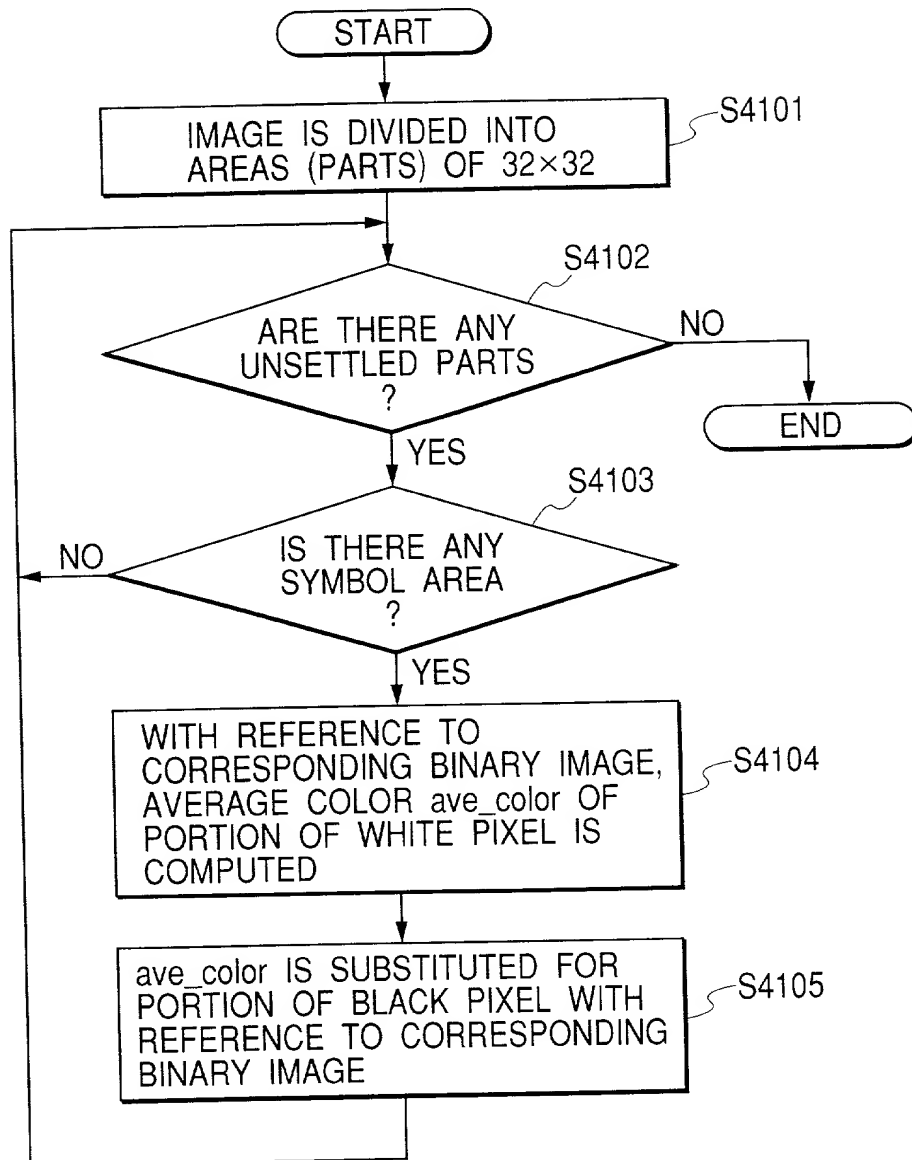 START
S4101
IMAGE IS DIVIDED INTO
AREAS (PARTS) OF 32×32
S4102
ARE THERE ANY
UNSETTLED PARTS
?
NO
END
YES
S4103
IS THERE ANY
SYMBOL AREA
?
NO
YES
S4104
WITH REFERENCE TO
CORRESPONDING BINARY IMAGE,
AVERAGE COLOR ave_color OF
PORTION OF WHITE PIXEL IS
COMPUTED
S4105
ave_color IS SUBSTITUTED FOR
PORTION OF BLACK PIXEL WITH
REFERENCE TO CORRESPONDING
BINARY IMAGE